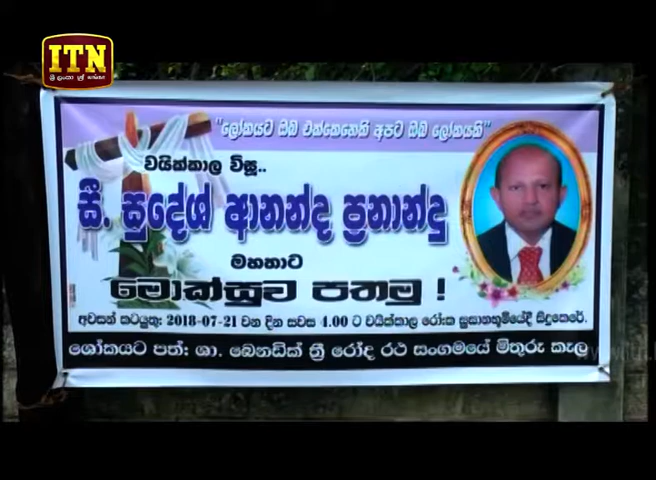 ITN
ශ්‍රී ලංකා ශ්‍රී லங்கா
"ලෝකයට ඔබ එක්කෙනෙකි අපට ඔබ ලෝකයකි"
වයික්කාල විසූ..
සී. සුදේශ් ආනන්ද ප්‍රනාන්දු
මහතාට
මොක්සුව පතමු !
අවසන් කටයුතු: 2018-07-21 වන දින සවස 4.00 ට වයික්කාල රෝ:ක සුසානභූමියේදී සිදුකෙරේ.
ශෝකයට පත්: ශා. බෙනඩික් ත්‍රී රෝද රථ සංගමයේ මිතුරු කැල